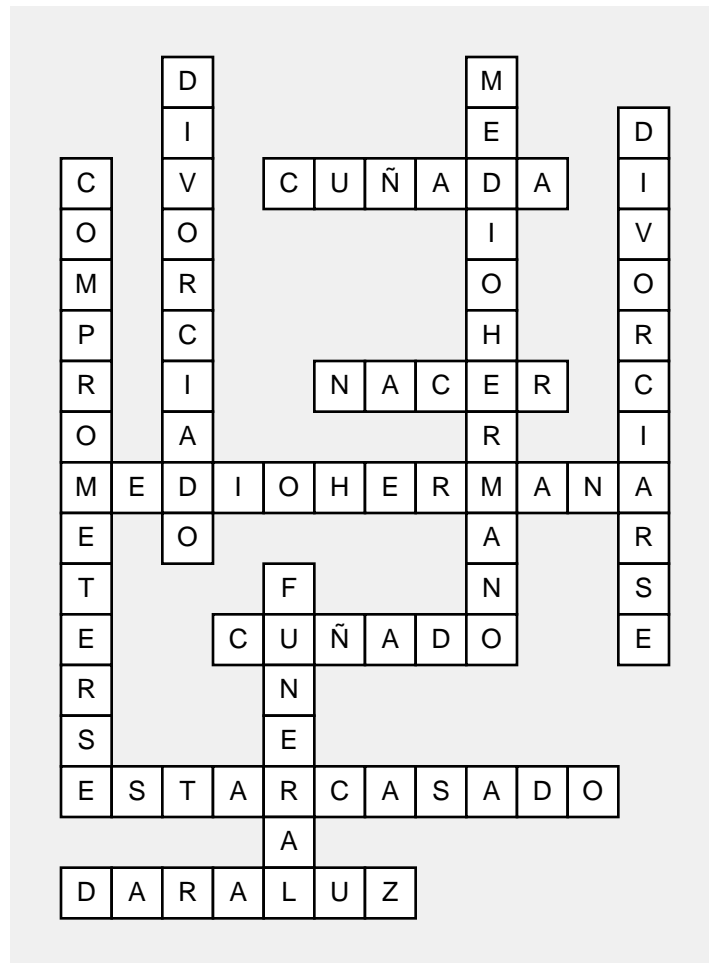 DIVORCIADO
MEDIOHERMANO
DIVORCIARSE
COMPROMETERSE
CUÑADA
NACER
MEDIOHERMANA
FUNERAL
CUÑADO
ESTARCASADO
DARALUZ